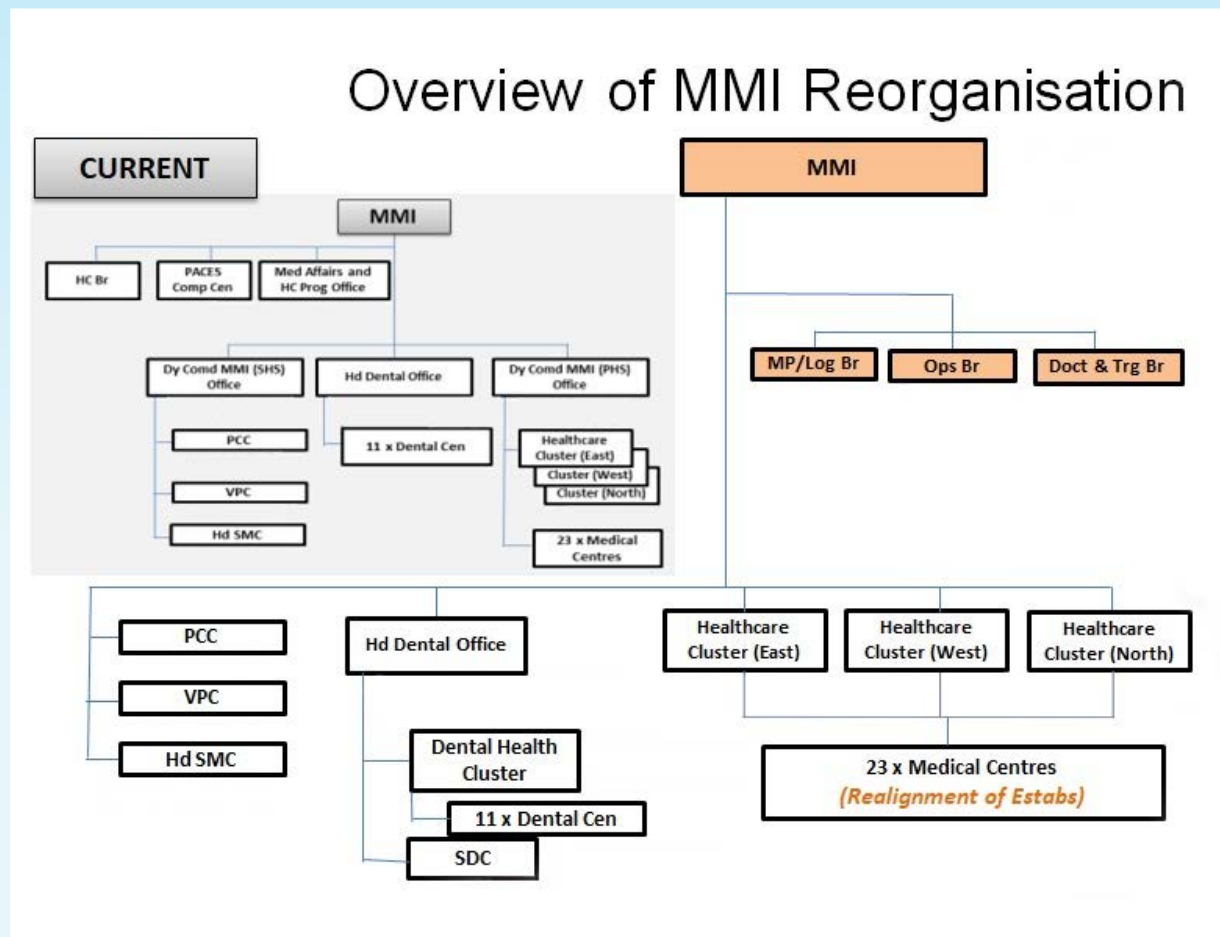 Overview of MMI Reorganisation
CURRENT
MMI
HC Br
PACES
Comp Cen
Med Affairs and
HC Prog Office
Dy Comd MMI (SHS)
Office
Hd Dental Office
Dy Comd MMI (PHS)
Office
PCC
VPC
Hd SMC
11 x Dental Cen
Healthcare
Cluster (East)
Cluster (West)
Cluster (North)
23 x Medical
Centres
MMI
MP/Log Br
Ops Br
Doct & Trg Br
PCC
VPC
Hd SMC
Hd Dental Office
Dental Health
Cluster
11 x Dental Cen
SDC
Healthcare
Cluster (East)
Healthcare
Cluster (West)
Healthcare
Cluster (North)
23 x Medical Centres
(Realignment of Estabs)